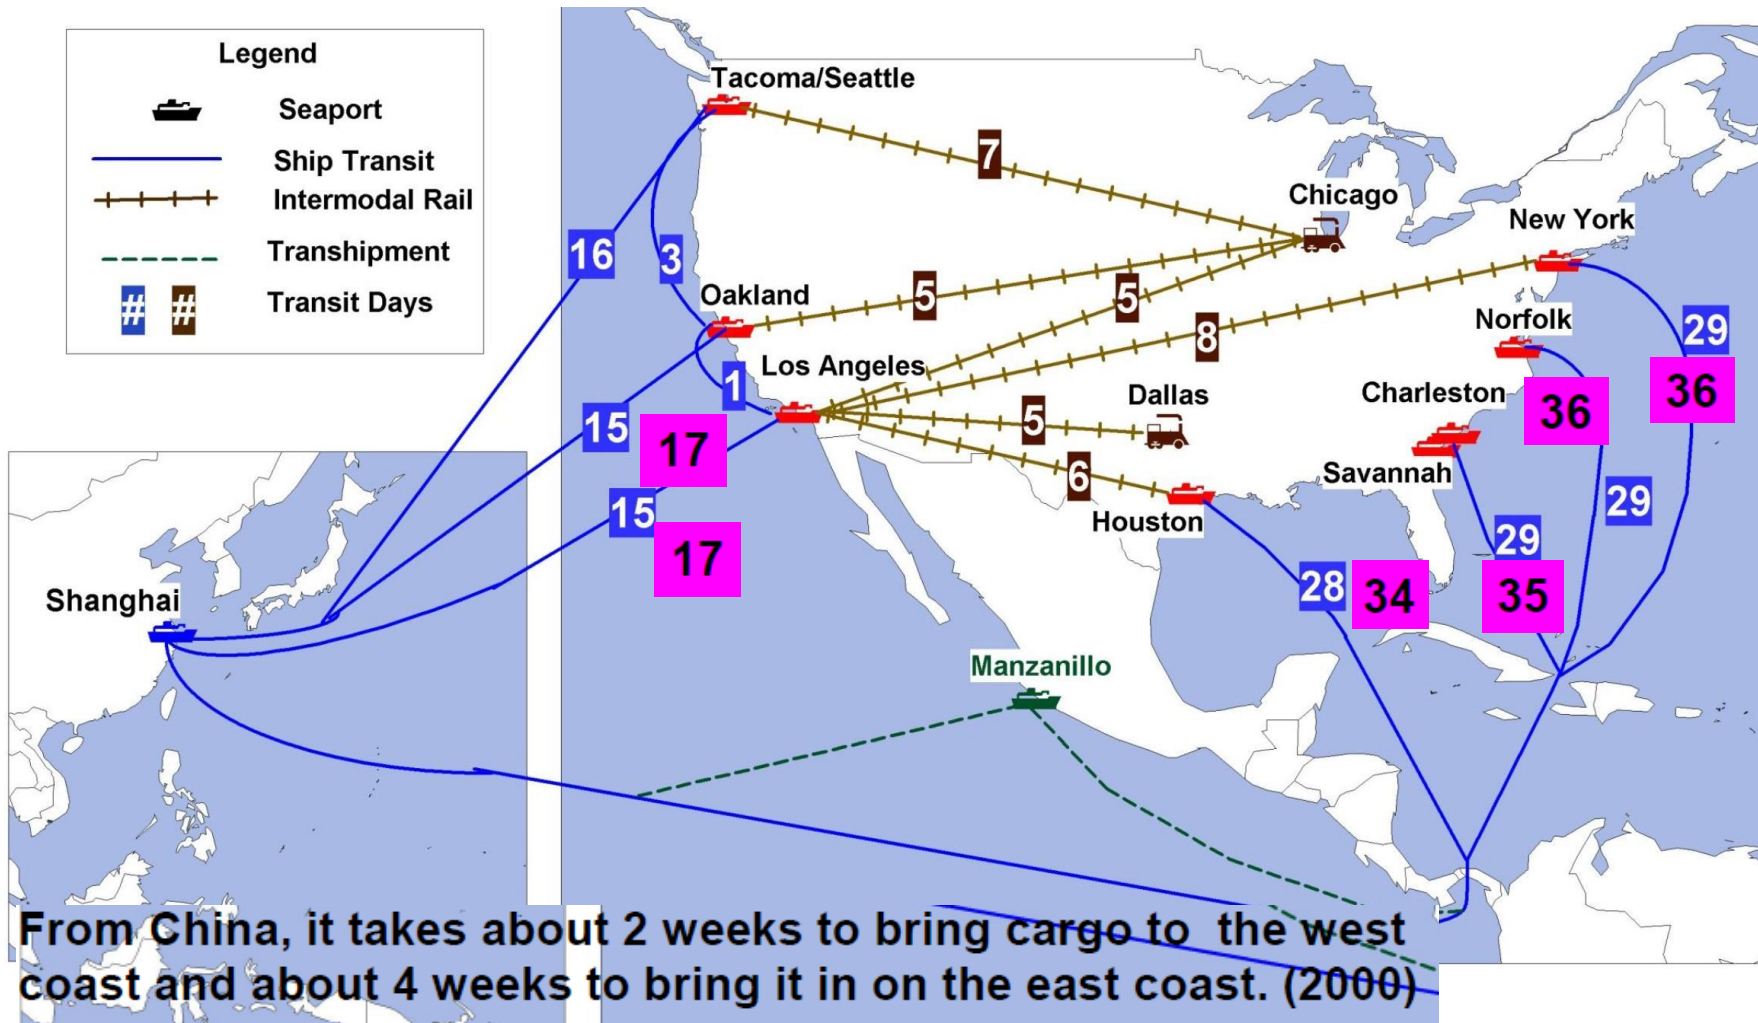 Legend
Seaport
Ship Transit
Intermodal Rail
Transhipment
# # Transit Days
Tacoma/Seattle
7
Chicago
New York
16
3
Oakland
5
5
8
Norfolk
29
36
Los Angeles
1
15
17
5
Dallas
Charleston
36
6
Savannah
15
17
Houston
29
29
28
34
35
Shanghai
Manzanillo
From China, it takes about 2 weeks to bring cargo to the west
coast and about 4 weeks to bring it in on the east coast. (2000)